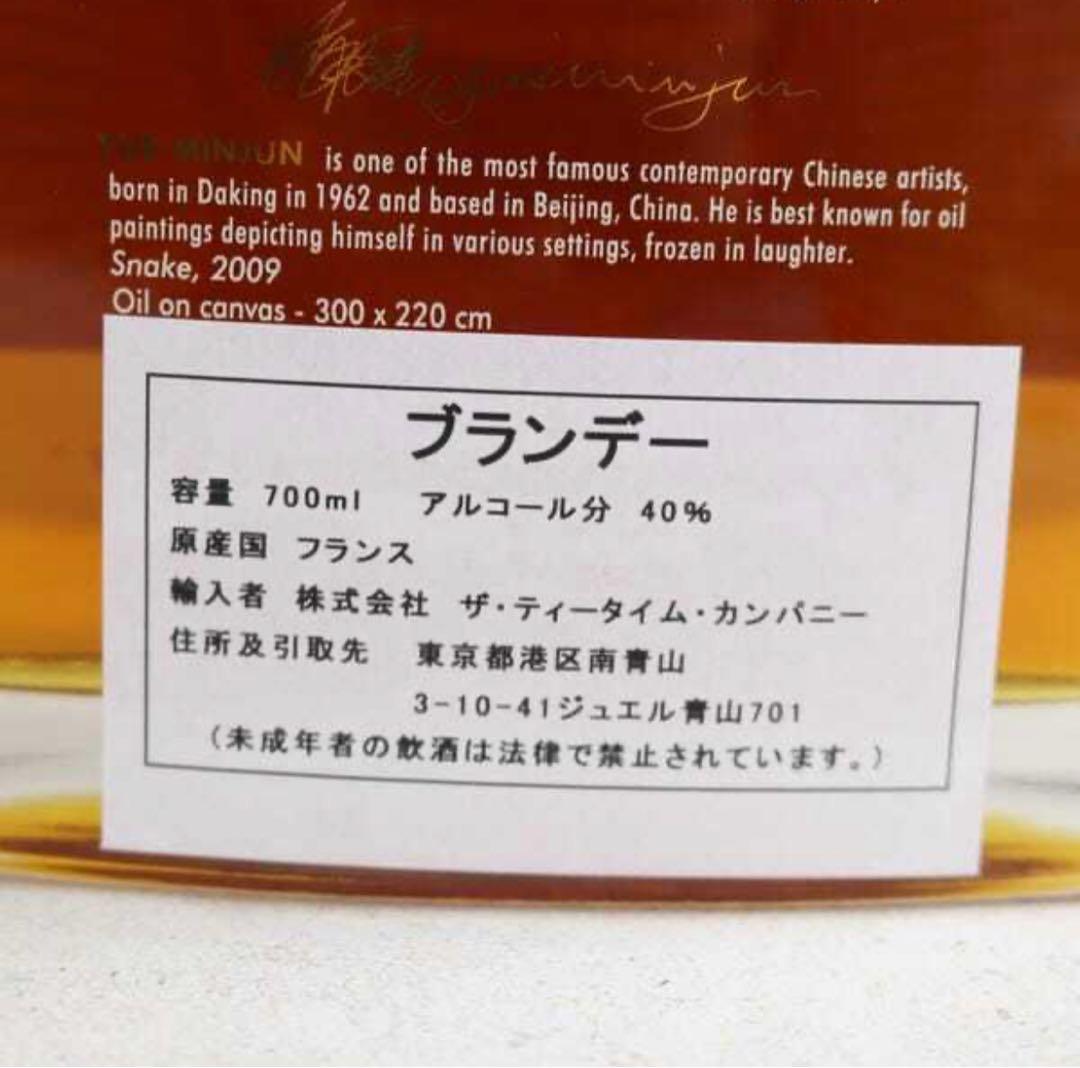 Yue Minjun
YUE MINJUN is one of the most famous contemporary Chinese artists,
born in Daking in 1962 and based in Beijing, China. He is best known for oil
paintings depicting himself in various settings, frozen in laughter.
Snake, 2009
Oil on canvas - 300 x 220 cm
ブランデー
容量 700ml アルコール分 40%
原産国 フランス
輸入者 株式会社 ザ・ティータイム・カンパニー
住所及引取先 東京都港区南青山
3-10-41ジュエル青山701
（未成年者の飲酒は法律で禁止されています。）